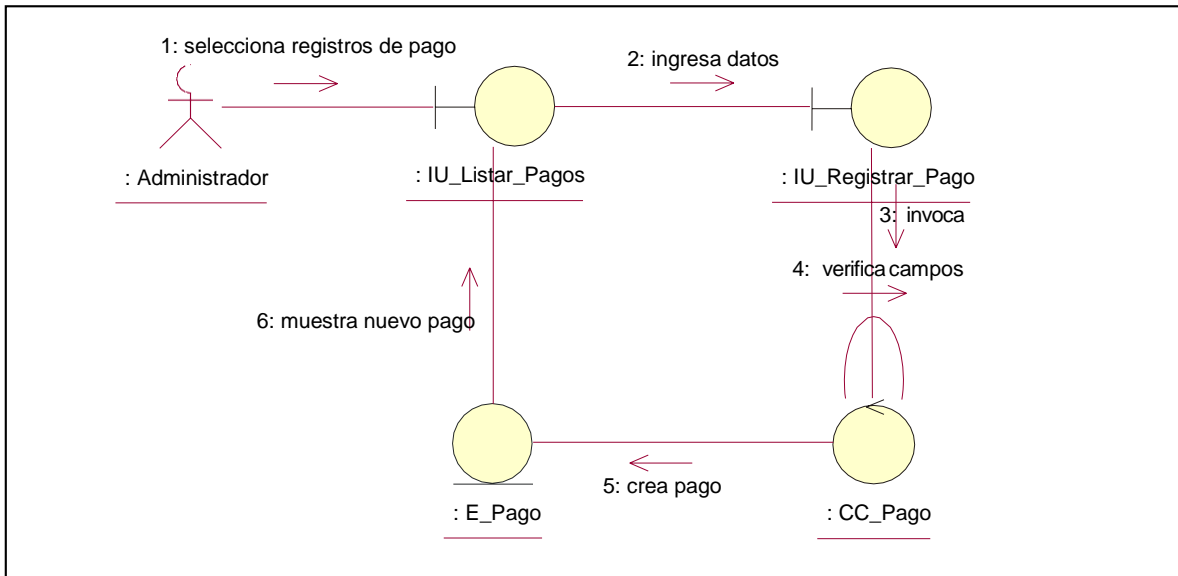 1: selecciona registros de pago
2: ingresa datos
: Administrador
: IU_Listar_Pagos
: IU_Registrar_Pago
3: invoca
4: verifica campos
6: muestra nuevo pago
5: crea pago
: E_Pago
: CC_Pago